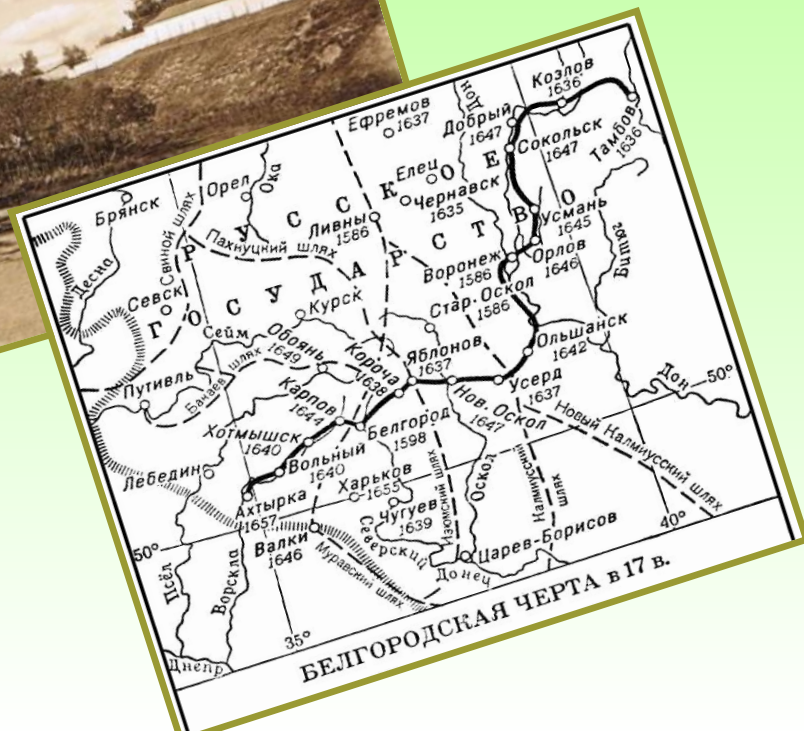 Козлов
1636
Дон
Ефремов
1637
Добрый
1647
Сокольск
1647
Тамбов
1636
Елец
Чернавск
1635
Орел
Ока
Брянск
Свиной шлях
Десна
Ливны
1586
Пахнуцкий шлях
РУССКОЕ
ГОСУДАРСТВО
Усмань
1645
Орлов
1646
Воронеж
1586
Битюг
Севск
Курск
Стар. Оскол
1586
Сейм
Обоянь
1649
Короча
1638
Яблонов
1637
Ольшанск
1642
Путивль
Бакаев шлях
Карпов
1644
Усерд
1637
Дон
50°
Нов. Оскол
1647
Новый Калмиусский шлях
Хотмышск
1640
Белгород
1598
Вольный
1640
Лебедин
Харьков
1655
Ахтырка
1657
Чугуев
1639
Изюмский шлях
Оскол
Калмиусский
шлях
40°
Валки
1646
Северский
Донец
Царев-Борисов
50°
Муравский шлях
Псёл
Ворскла
35°
Днепр
БЕЛГОРОДСКАЯ ЧЕРТА в 17 в.